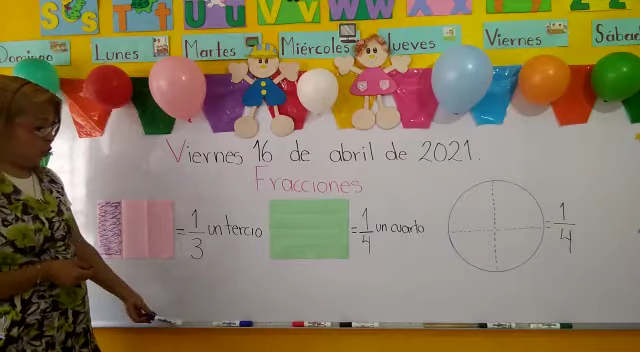 S s T t U u V v W w X x
Domingo Lunes Martes Miércoles Jueves Viernes Sábado
Viernes 16 de abril de 2021.
Fracciones
= 1/3 un tercio = 1/4 un cuarto = 1/4